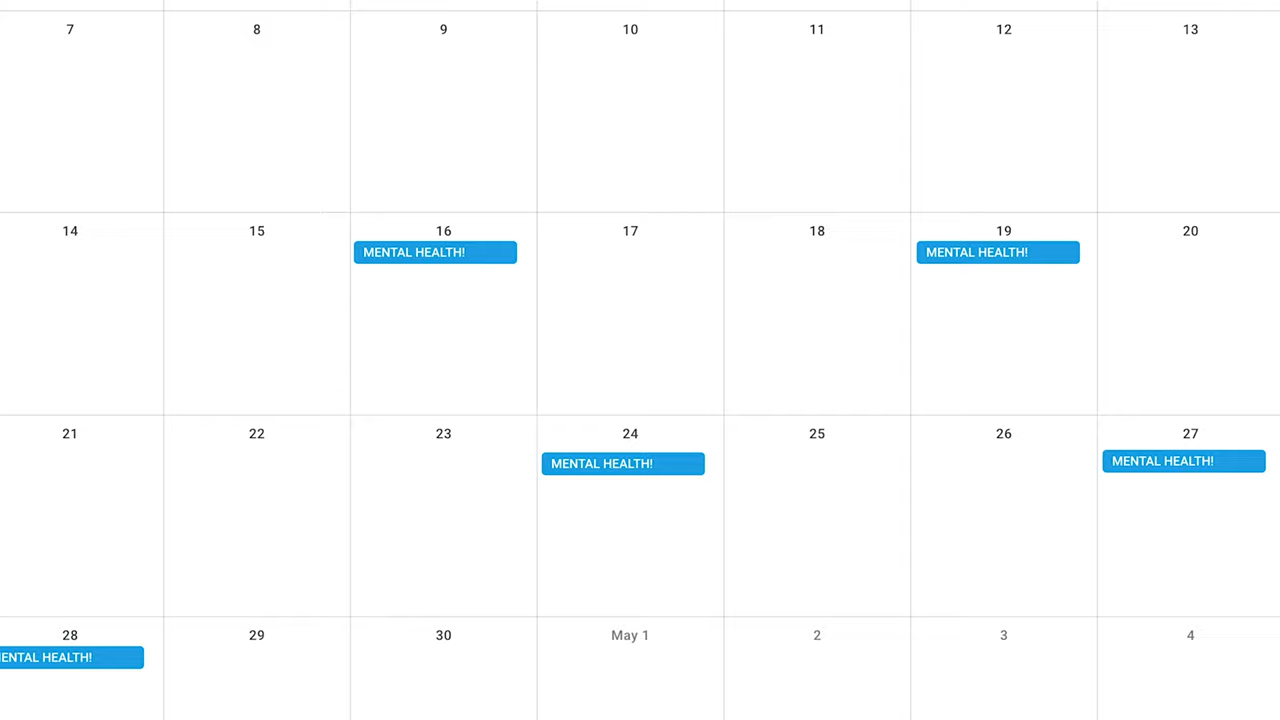 7 8 9 10 11 12 13
14 15 16 17 18 19 20
MENTAL HEALTH! MENTAL HEALTH!
21 22 23 24 25 26 27
MENTAL HEALTH! MENTAL HEALTH!
28 29 30 May 1 2 3 4
ENTAL HEALTH!